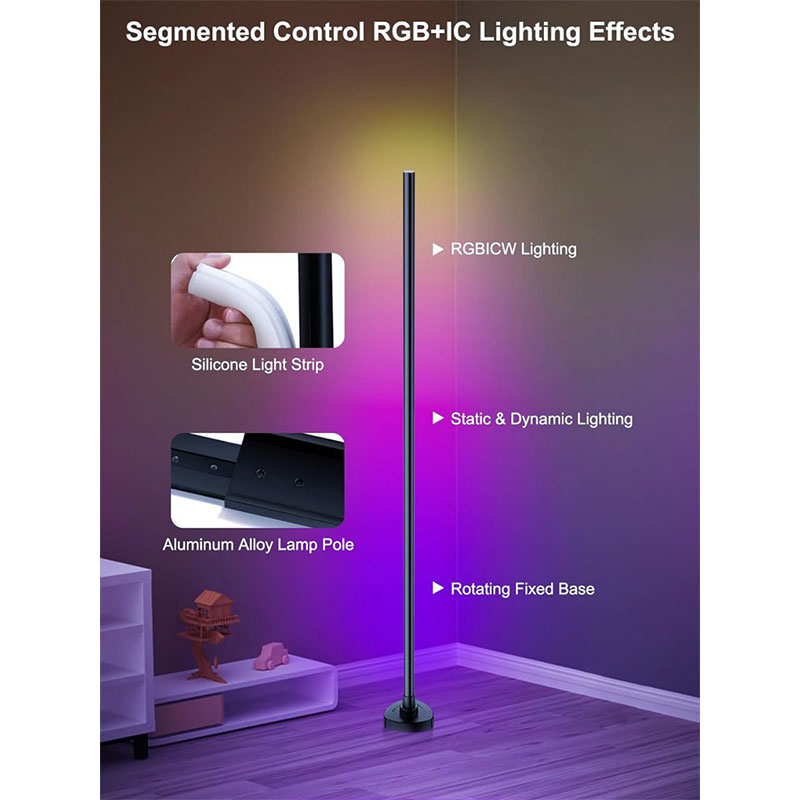 Segmented Control RGB+IC Lighting Effects
RGBICW Lighting
Silicone Light Strip
Static & Dynamic Lighting
Aluminum Alloy Lamp Pole
Rotating Fixed Base